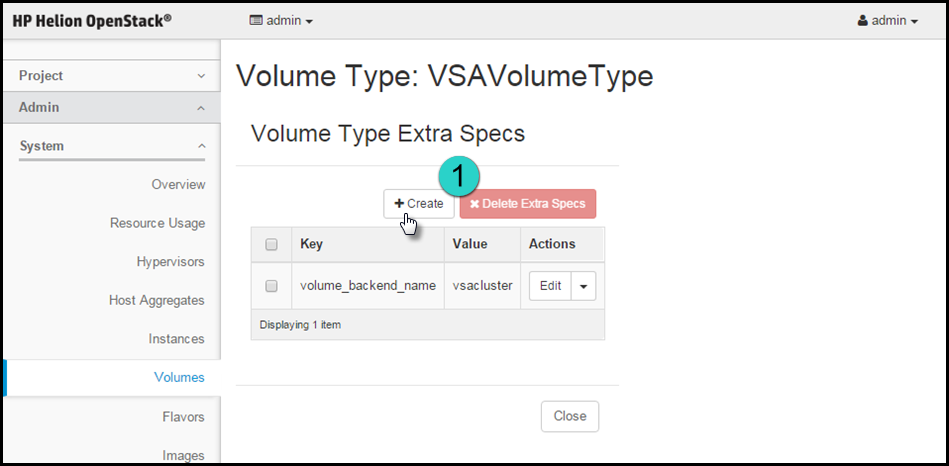 HP Helion OpenStack® admin admin
Project
Admin
System
Overview
Resource Usage
Hypervisors
Host Aggregates
Instances
Volumes
Flavors
Images
Volume Type: VSAVolumeType
Volume Type Extra Specs
1
+ Create ✖ Delete Extra Specs
Key Value Actions
volume_backend_name vsacluster Edit
Displaying 1 item
Close